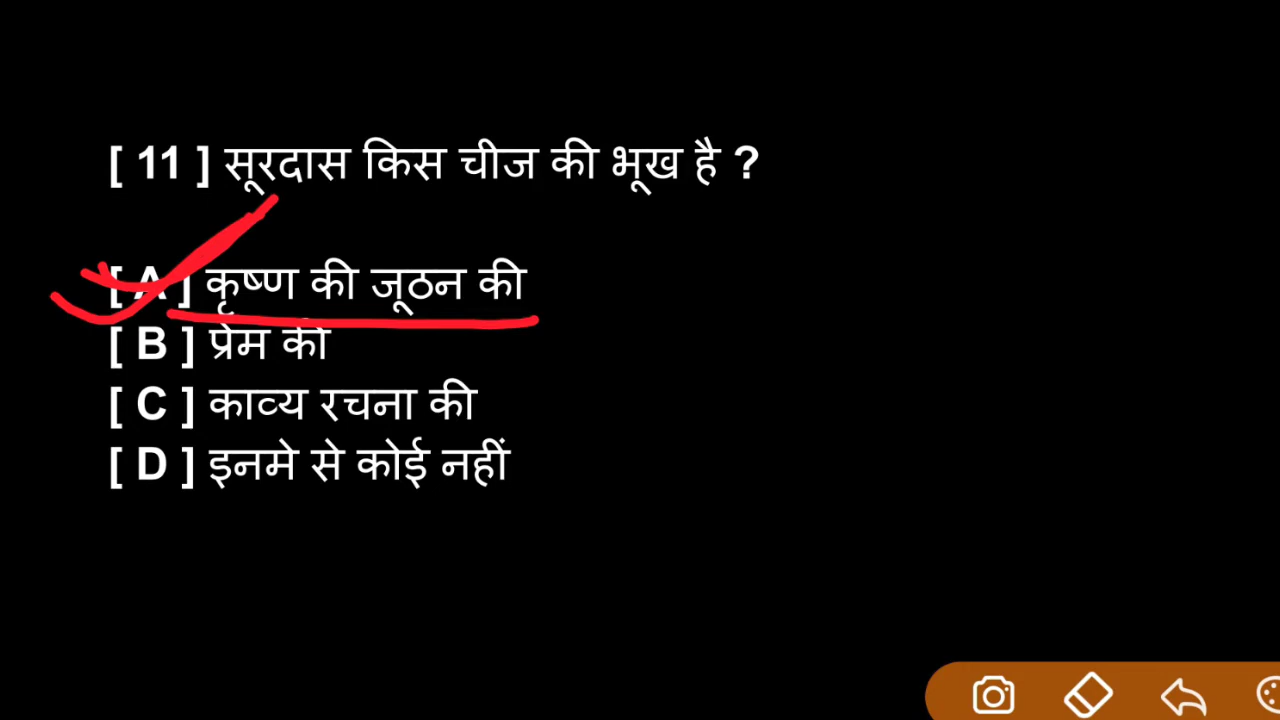 [ 11 ] सूरदास किस चीज की भूख है ?
[ A ] कृष्ण की जूठन की
[ B ] प्रेम की
[ C ] काव्य रचना की
[ D ] इनमे से कोई नहीं